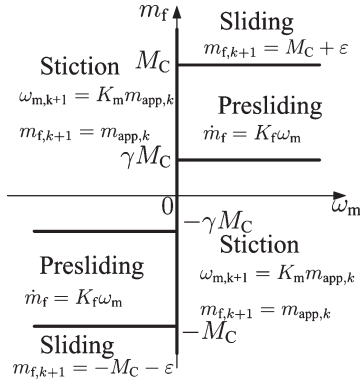 m_f
Sliding
m_{f,k+1} = M_C + ε
M_C
Stiction
ω_{m,k+1} = K_m m_{app,k}
m_{f,k+1} = m_{app,k}
Presliding
ṁ_f = K_f ω_m
γM_C
0
ω_m
−γM_C
Stiction
ω_{m,k+1} = K_m m_{app,k}
m_{f,k+1} = m_{app,k}
Presliding
ṁ_f = K_f ω_m
−M_C
Sliding
m_{f,k+1} = −M_C − ε